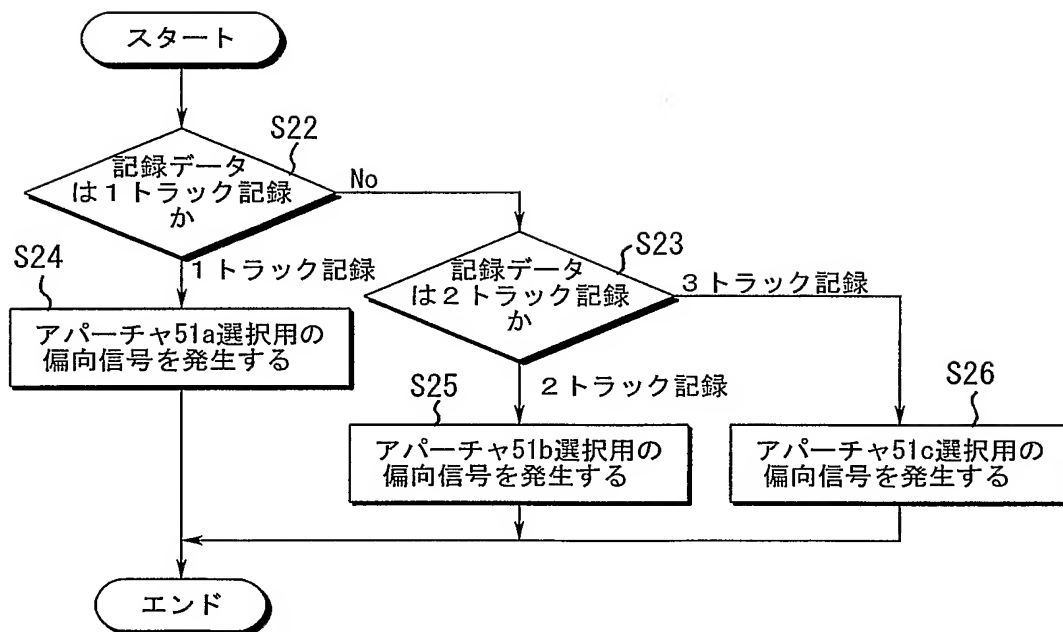 スタート
S22
記録データ
は1トラック記録
か
No
S24
1トラック記録
S23
記録データ
は2トラック記録
か
3トラック記録
アパーチャ51a選択用の
偏向信号を発生する
S25
2トラック記録
S26
アパーチャ51b選択用の
偏向信号を発生する
アパーチャ51c選択用の
偏向信号を発生する
エンド